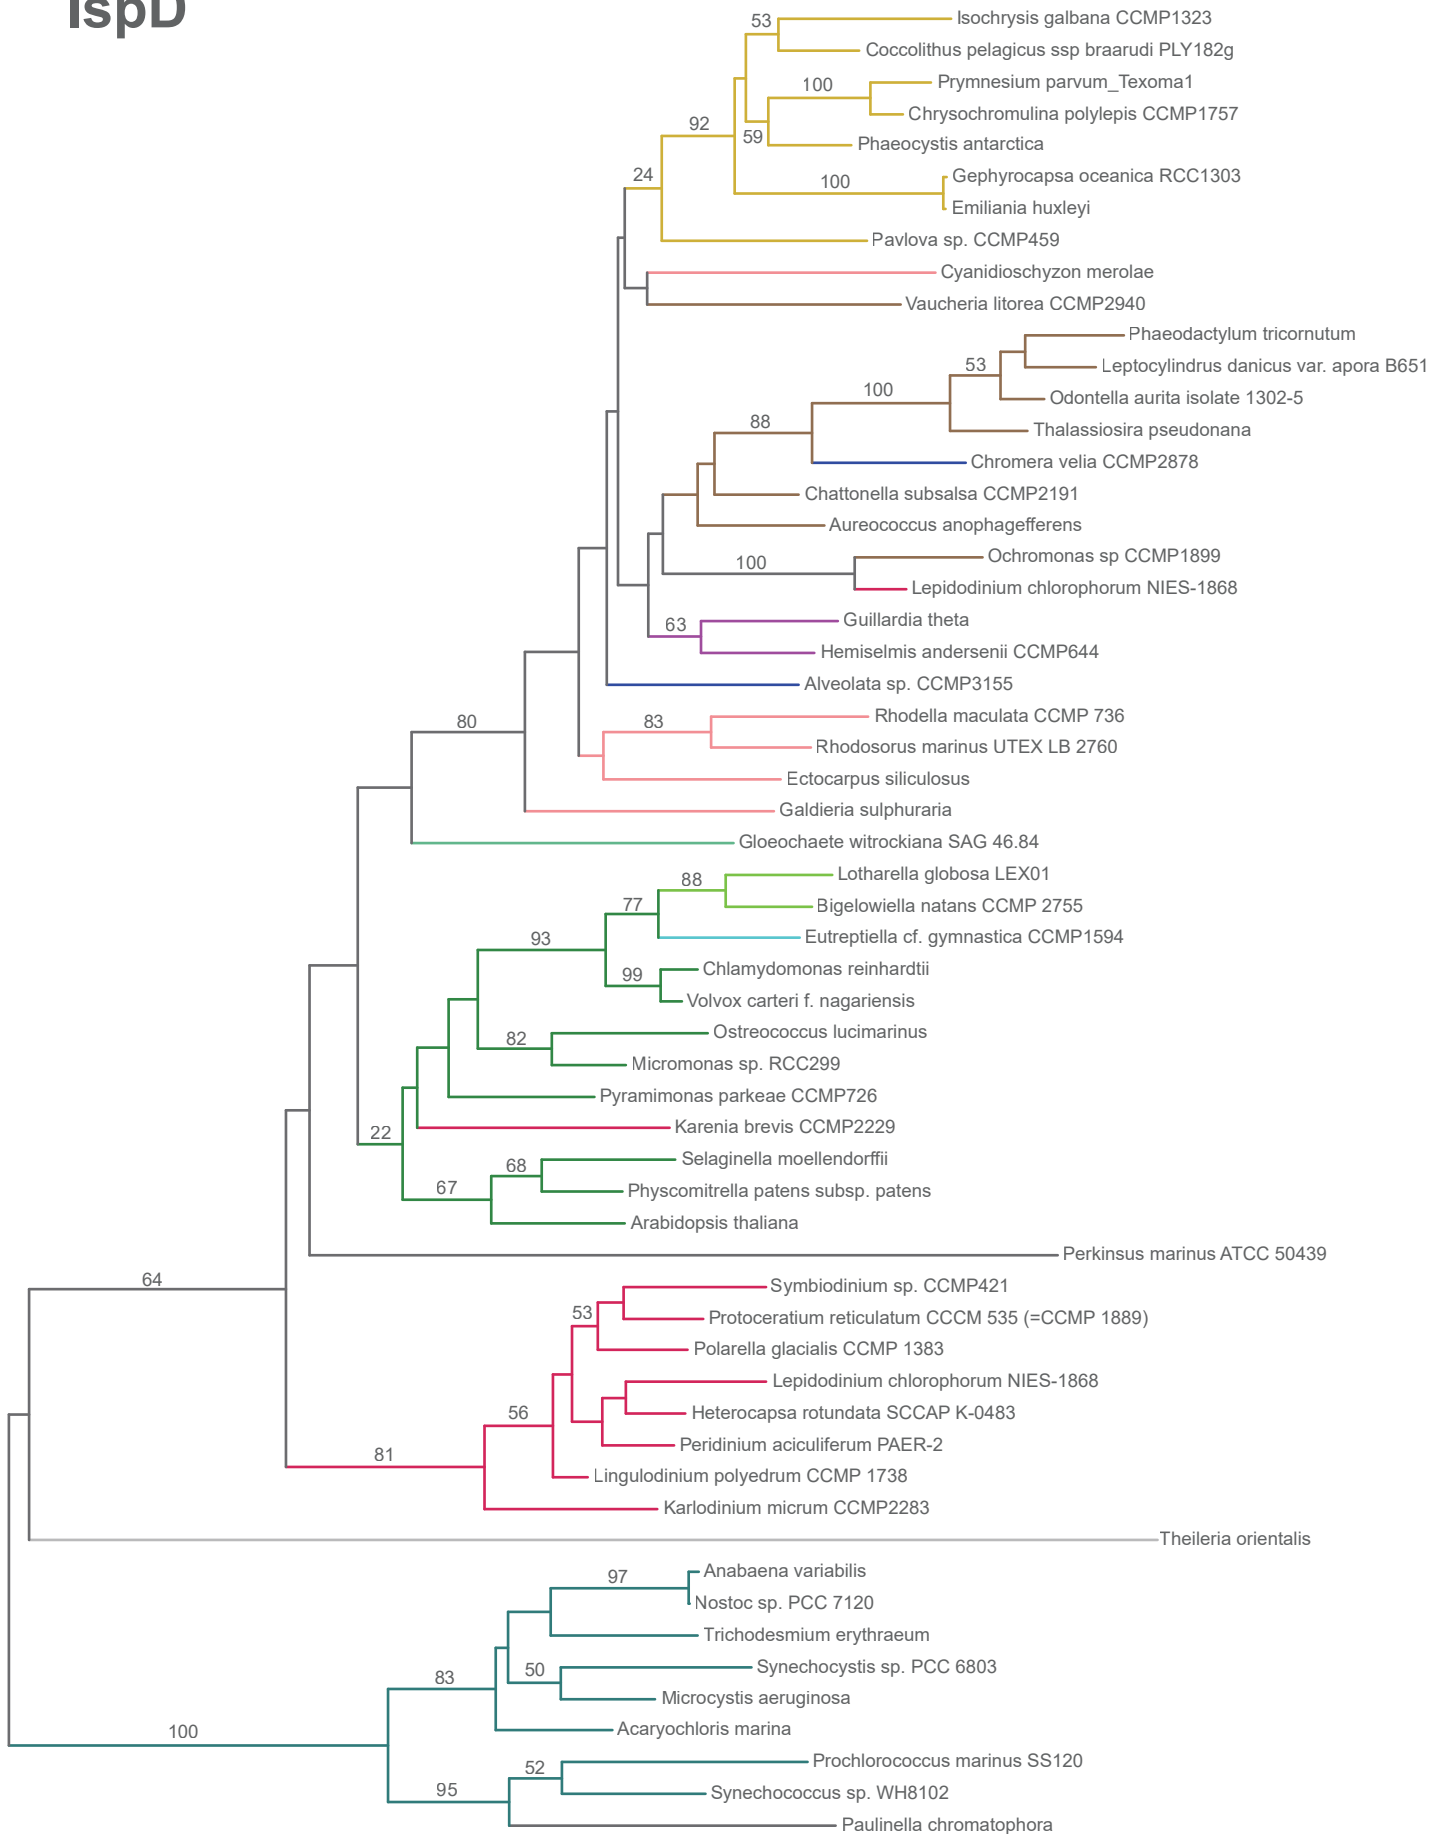 IspD
53
Isochrysis galbana CCMP1323
Coccolithus pelagicus ssp braarudi PLY182g
100
Prymnesium parvum_Texoma1
Chrysochromulina polylepis CCMP1757
92
59
Phaeocystis antarctica
24
100
Gephyrocapsa oceanica RCC1303
Emiliania huxleyi
Pavlova sp. CCMP459
Cyanidioschyzon merolae
Vaucheria litorea CCMP2940
Phaeodactylum tricornutum
53
Leptocylindrus danicus var. apora B651
100
Odontella aurita isolate 1302-5
88
Thalassiosira pseudonana
Chromera velia CCMP2878
Chattonella subsalsa CCMP2191
Aureococcus anophagefferens
100
Ochromonas sp CCMP1899
Lepidodinium chlorophorum NIES-1868
63
Guillardia theta
Hemiselmis andersenii CCMP644
Alveolata sp. CCMP3155
80
83
Rhodella maculata CCMP 736
Rhodosorus marinus UTEX LB 2760
Ectocarpus siliculosus
Galdieria sulphuraria
Gloeochaete witrockiana SAG 46.84
88
Lotharella globosa LEX01
77
Bigelowiella natans CCMP 2755
93
Eutreptiella cf. gymnastica CCMP1594
99
Chlamydomonas reinhardtii
Volvox carteri f. nagariensis
82
Ostreococcus lucimarinus
Micromonas sp. RCC299
Pyramimonas parkeae CCMP726
22
Karenia brevis CCMP2229
68
Selaginella moellendorffii
67
Physcomitrella patens subsp. patens
Arabidopsis thaliana
Perkinsus marinus ATCC 50439
64
Symbiodinium sp. CCMP421
53
Protoceratium reticulatum CCCM 535 (=CCMP 1889)
Polarella glacialis CCMP 1383
Lepidodinium chlorophorum NIES-1868
56
Heterocapsa rotundata SCCAP K-0483
Peridinium aciculiferum PAER-2
81
Lingulodinium polyedrum CCMP 1738
Karlodinium micrum CCMP2283
Theileria orientalis
97
Anabaena variabilis
Nostoc sp. PCC 7120
Trichodesmium erythraeum
83
50
Synechocystis sp. PCC 6803
Microcystis aeruginosa
100
Acaryochloris marina
52
Prochlorococcus marinus SS120
95
Synechococcus sp. WH8102
Paulinella chromatophora